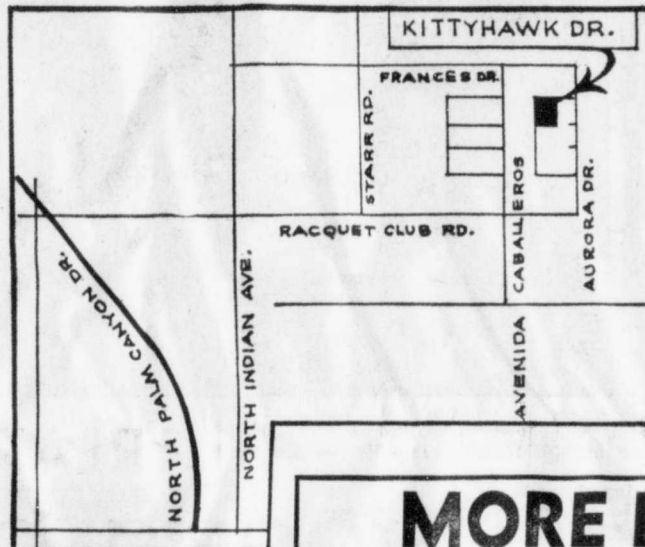 KITTYHAWK DR.
FRANCES DR.
STARR RD.
CABALLEROS
AURORA DR.
RACQUET CLUB RD.
NORTH PALM CANYON DR.
NORTH INDIAN AVE.
AVENIDA
MORE